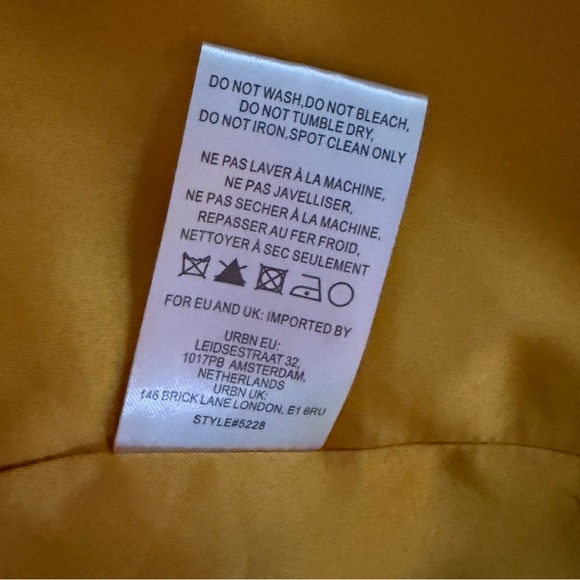 DO NOT WASH,DO NOT BLEACH,
DO NOT TUMBLE DRY,
DO NOT IRON,SPOT CLEAN ONLY
NE PAS LAVER À LA MACHINE,
NE PAS JAVELLISER,
NE PAS SECHER À LA MACHINE,
REPASSER AU FER FROID,
NETTOYER À SEC SEULEMENT
FOR EU AND UK: IMPORTED BY
URBN EU:
LEIDSESTRAAT 32,
1017PB AMSTERDAM,
NETHERLANDS
URBN UK:
146 BRICK LANE LONDON, E1 6RU
STYLE#5228